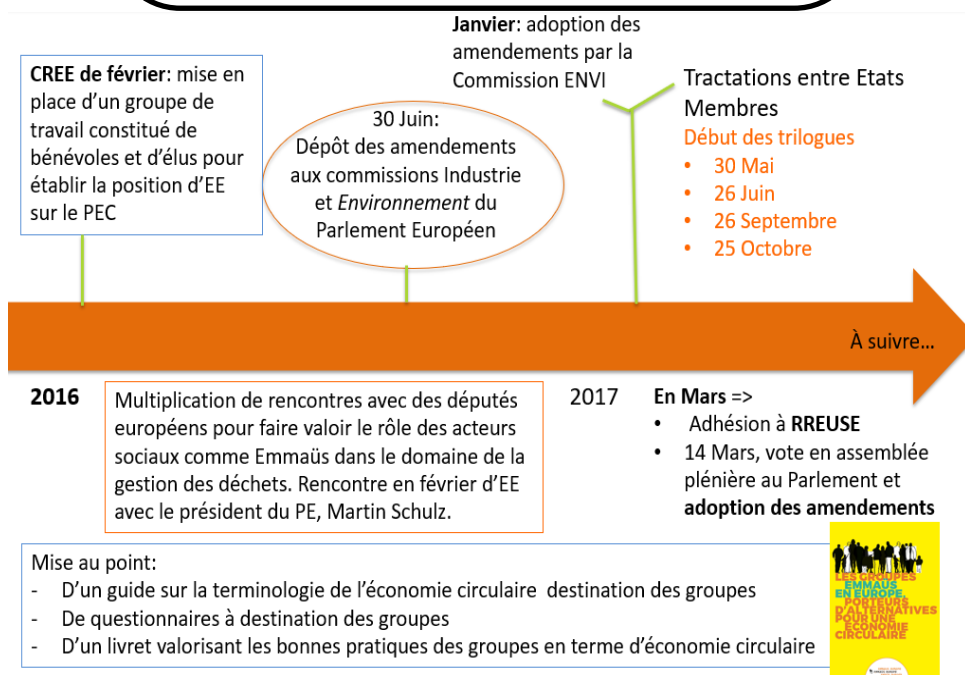 Janvier: adoption des
amendements par la
Commission ENVI
CREE de février: mise en
place d'un groupe de
travail constitué de
bénévoles et d'élus pour
établir la position d'EE
sur le PEC
30 Juin:
Dépôt des amendements
aux commissions Industrie
et Environnement du
Parlement Européen
Tractations entre Etats
Membres
Début des trilogues
• 30 Mai
• 26 Juin
• 26 Septembre
• 25 Octobre
À suivre...
2016
Multiplication de rencontres avec des députés
européens pour faire valoir le rôle des acteurs
sociaux comme Emmaüs dans le domaine de la
gestion des déchets. Rencontre en février d'EE
avec le président du PE, Martin Schulz.
2017
En Mars =>
• Adhésion à RREUSE
• 14 Mars, vote en assemblée
plénière au Parlement et
adoption des amendements
Mise au point:
- D'un guide sur la terminologie de l'économie circulaire destination des groupes
- De questionnaires à destination des groupes
- D'un livret valorisant les bonnes pratiques des groupes en terme d'économie circulaire
LES GROUPES
EMMAÜS
EN EUROPE,
PORTEURS
D'ALTERNATIVES
POUR UNE
ÉCONOMIE
CIRCULAIRE